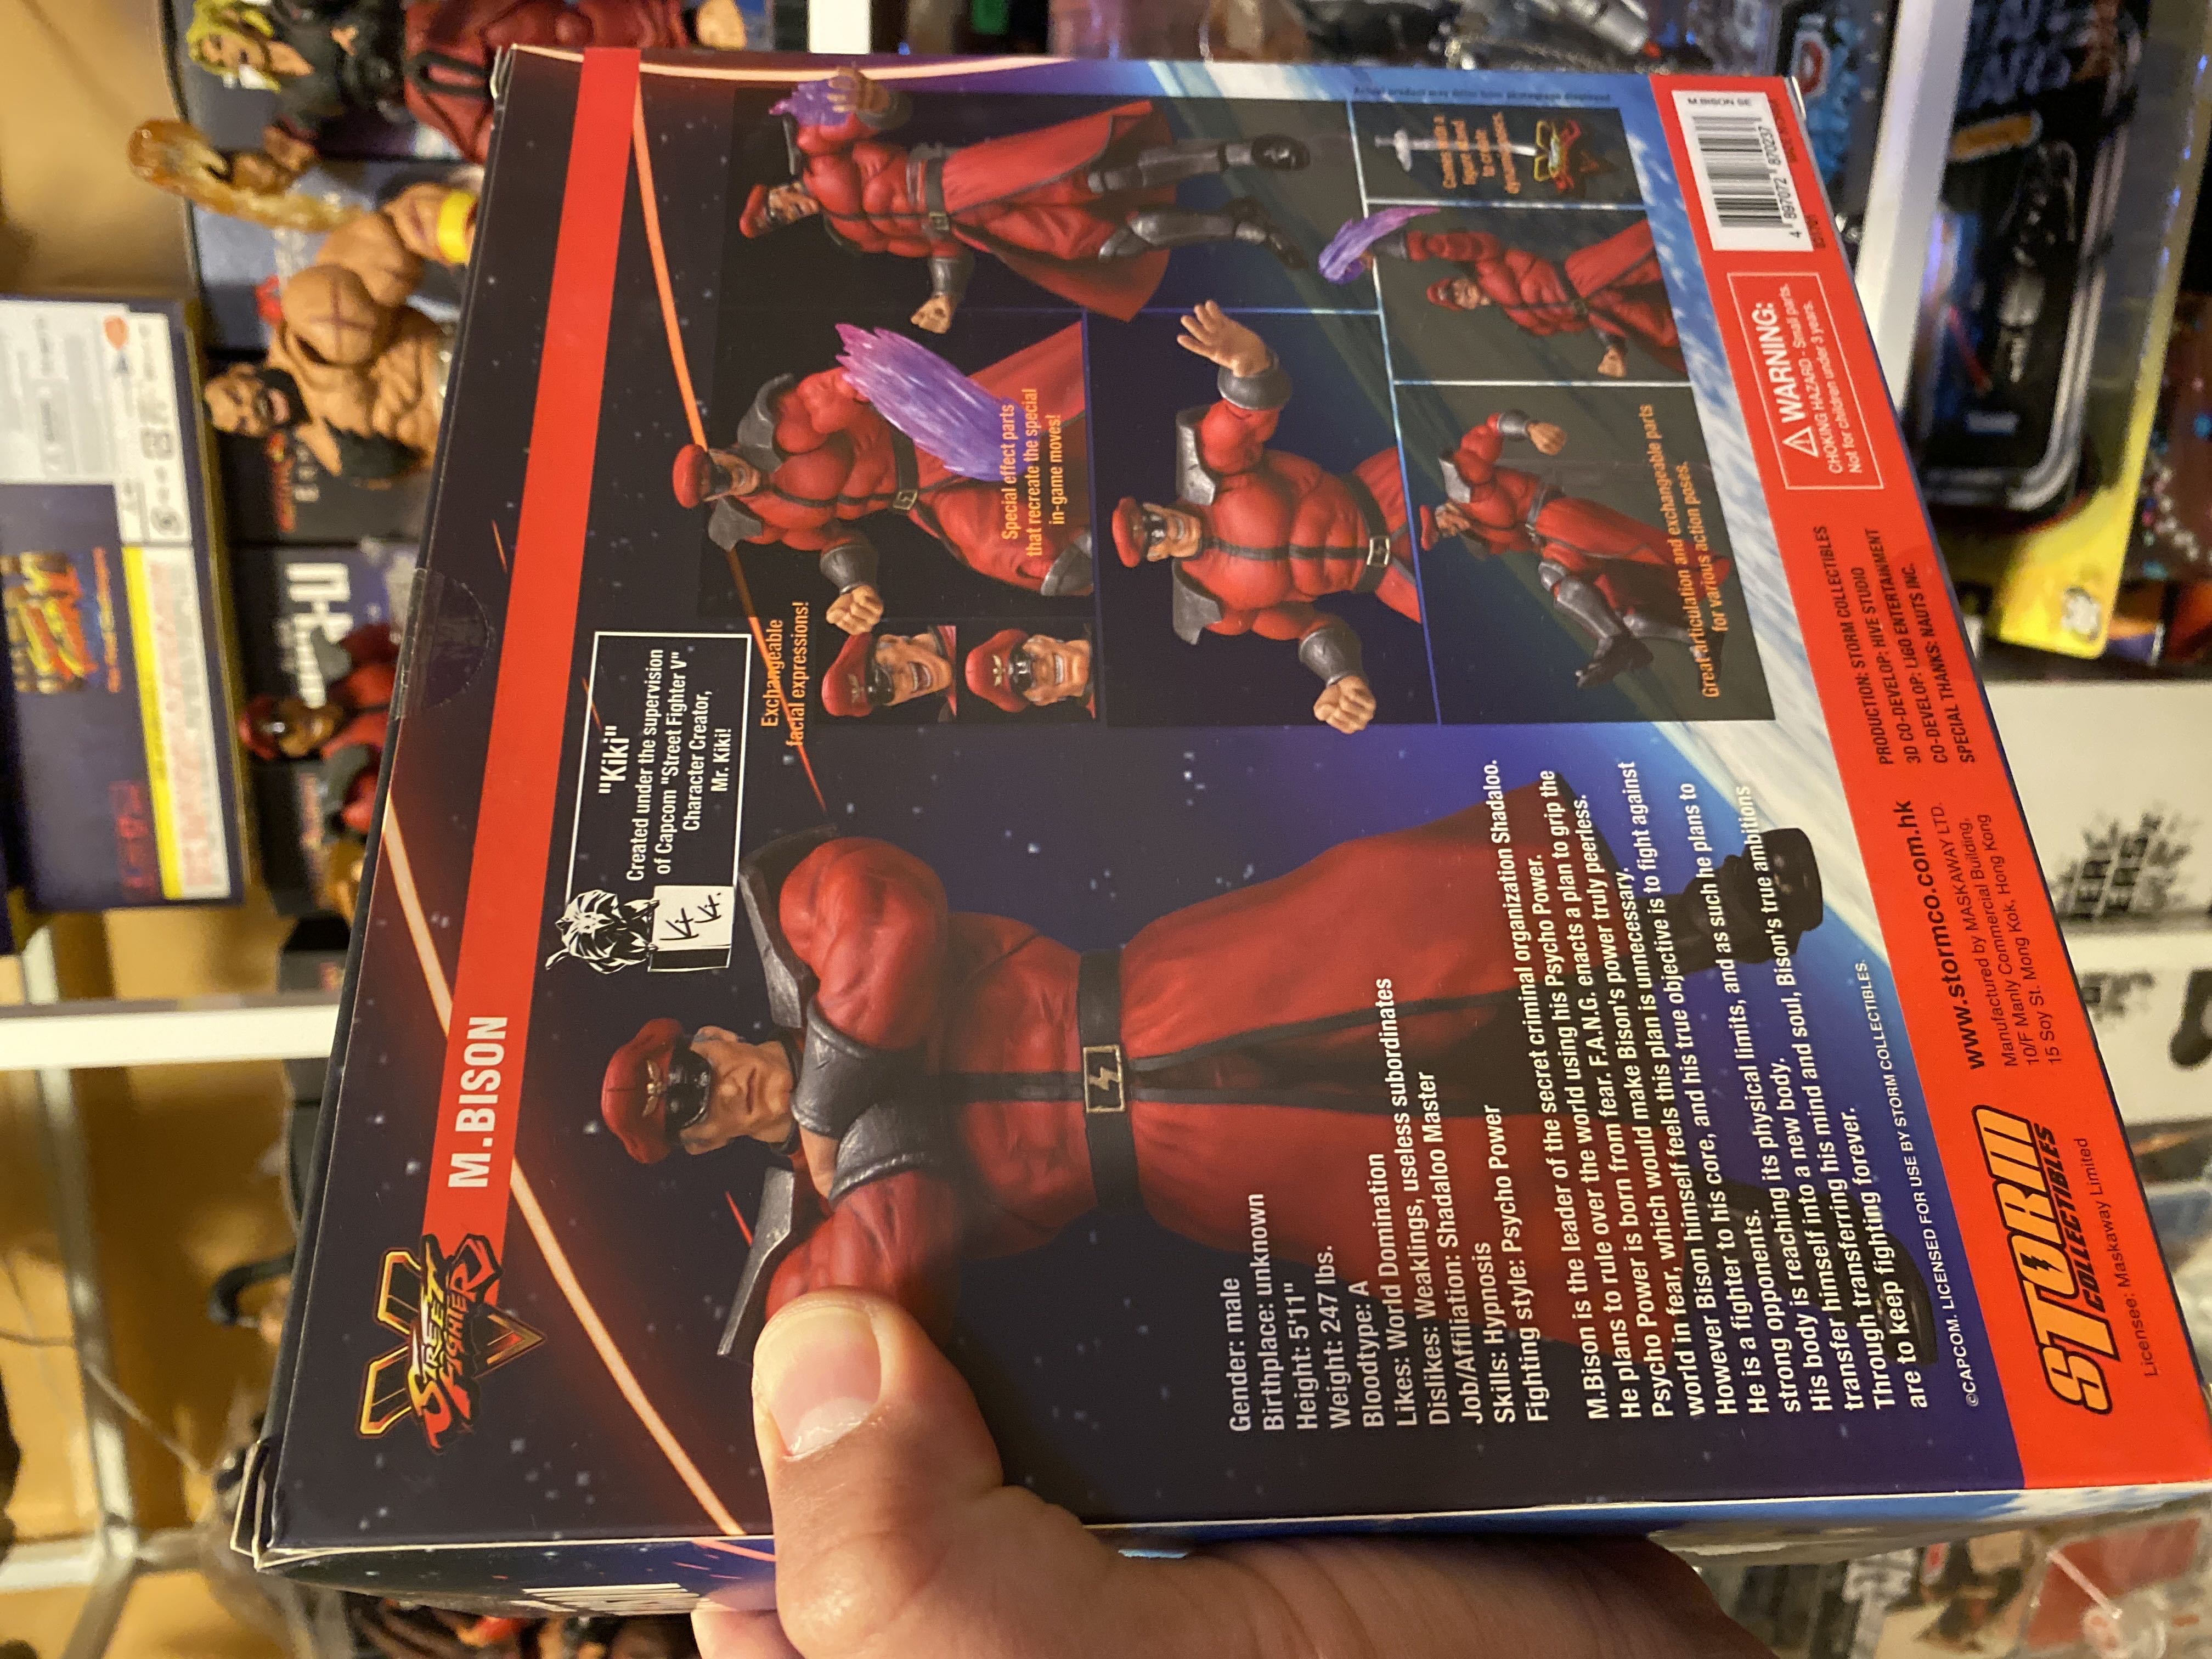 STREET
FIGHTER
V
M.BISON
"Kiki"
Created under the supervision
of Capcom "Street Fighter V"
Character Creator,
Mr. Kiki!
Exchangeable
facial expressions!
Special effect parts
that recreate the special
in-game moves!
Great articulation and exchangeable parts
for various action poses.
Gender: male
Birthplace: unknown
Height: 5'11"
Weight: 247 lbs.
Bloodtype: A
Likes: World Domination
Dislikes: Weaklings, useless subordinates
Job/Affiliation: Shadaloo Master
Skills: Hypnosis
Fighting style: Psycho Power
M.Bison is the leader of the secret criminal organization Shadaloo.
He plans to rule over the world using his Psycho Power.
Psycho Power is born from fear. F.A.N.G. enacts a plan to grip the
world in fear, which would make Bison's power truly peerless.
However Bison himself feels this plan is unnecessary.
He is a fighter to his core, and his true objective is to fight against
strong opponents.
His body is reaching its physical limits, and as such he plans to
transfer himself into a new body.
Through transferring his mind and soul, Bison's true ambitions
are to keep fighting forever.
©CAPCOM. LICENSED FOR USE BY STORM COLLECTIBLES.
STORM
COLLECTIBLES
Licensee: Maskaway Limited
www.stormco.com.hk
Manufactured by MASKAWAY LTD.
10/F Manly Commercial Building,
15 Soy St. Mong Kok, Hong Kong
PRODUCTION: STORM COLLECTIBLES
3D CO-DEVELOP: HIVE STUDIO
CO-DEVELOP: LIGO ENTERTAINMENT
SPECIAL THANKS: NAUTS INC.
WARNING:
CHOKING HAZARD - Small parts.
Not for children under 3 years.
M.BISON SE
4 897072 870237